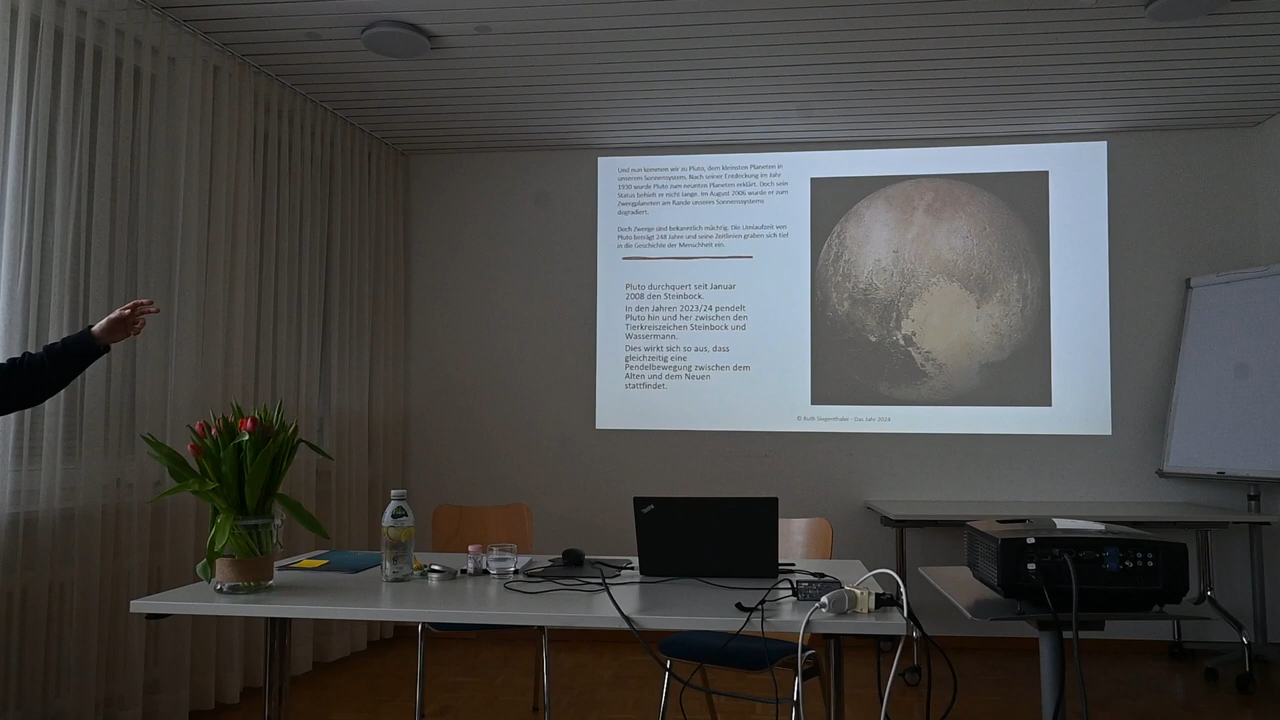 Und nun kommen wir zu Pluto, dem kleinsten Planeten in
unserem Sonnensystem. Nach seiner Entdeckung im Jahr
1930 wurde Pluto zum neunten Planeten erklärt. Doch sein
Status behielt er nicht lange. Im August 2006 wurde er zum
Zwergplaneten am Rande unseres Sonnensystems
degradiert.
Doch Zwerge sind bekanntlich mächtig. Die Umlaufzeit von
Pluto beträgt 248 Jahre und seine Zeitlinien graben sich tief
in die Geschichte der Menschheit ein.
Pluto durchquert seit Januar
2008 den Steinbock.
In den Jahren 2023/24 pendelt
Pluto hin und her zwischen den
Tierkreiszeichen Steinbock und
Wassermann.
Dies wirkt sich so aus, dass
gleichzeitig eine
Pendelbewegung zwischen dem
Alten und dem Neuen
stattfindet.
© Ruth Siegenthaler - Das Jahr 2024